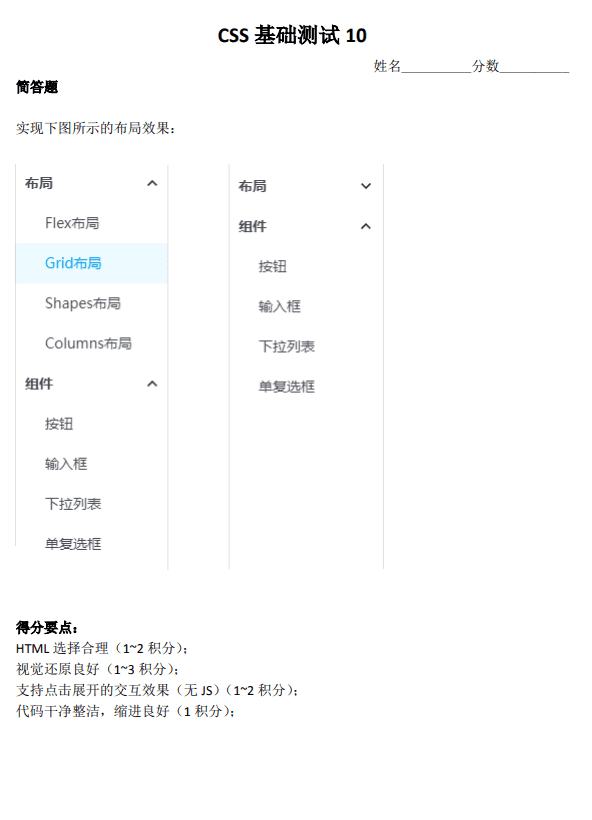 CSS 基础测试 10
姓名__________分数__________
简答题
实现下图所示的布局效果：
布局
Flex布局
Grid布局
Shapes布局
Columns布局
组件
按钮
输入框
下拉列表
单复选框
布局
组件
按钮
输入框
下拉列表
单复选框
得分要点：
HTML 选择合理（1~2 积分）；
视觉还原良好（1~3 积分）；
支持点击展开的交互效果（无 JS）（1~2 积分）；
代码干净整洁，缩进良好（1 积分）；